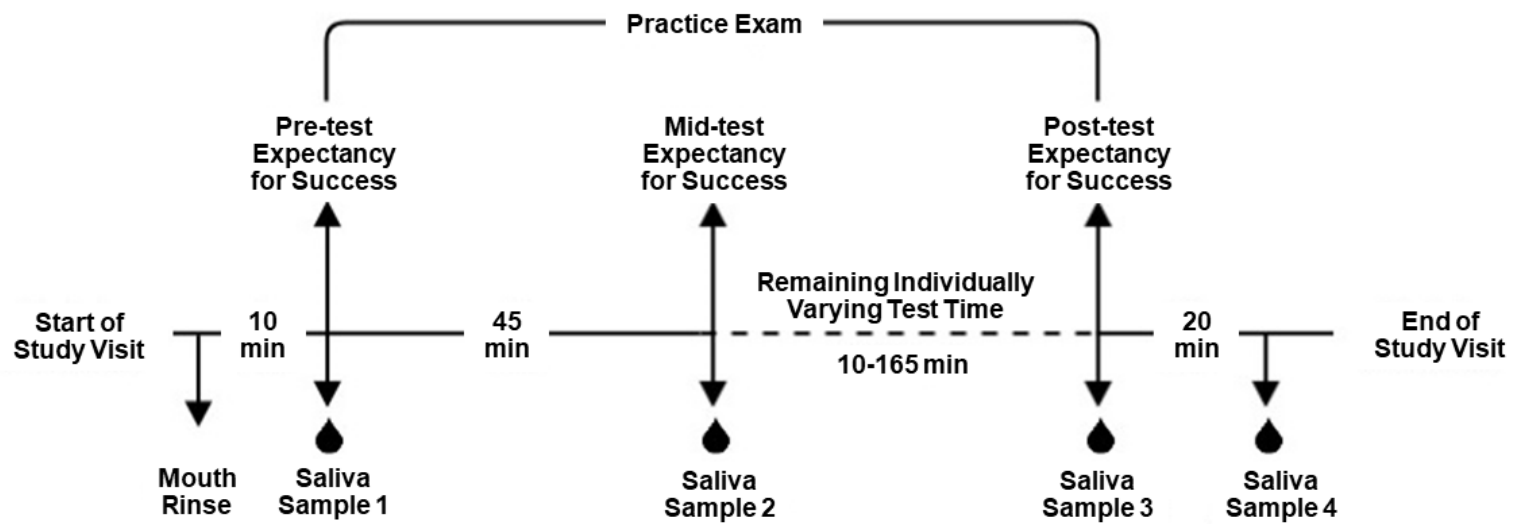 Practice Exam
Pre-test
Expectancy
for Success
Mid-test
Expectancy
for Success
Post-test
Expectancy
for Success
Start of
Study Visit
10
min
45
min
Remaining Individually
Varying Test Time
10-165 min
20
min
End of
Study Visit
Mouth
Rinse
Saliva
Sample 1
Saliva
Sample 2
Saliva
Sample 3
Saliva
Sample 4